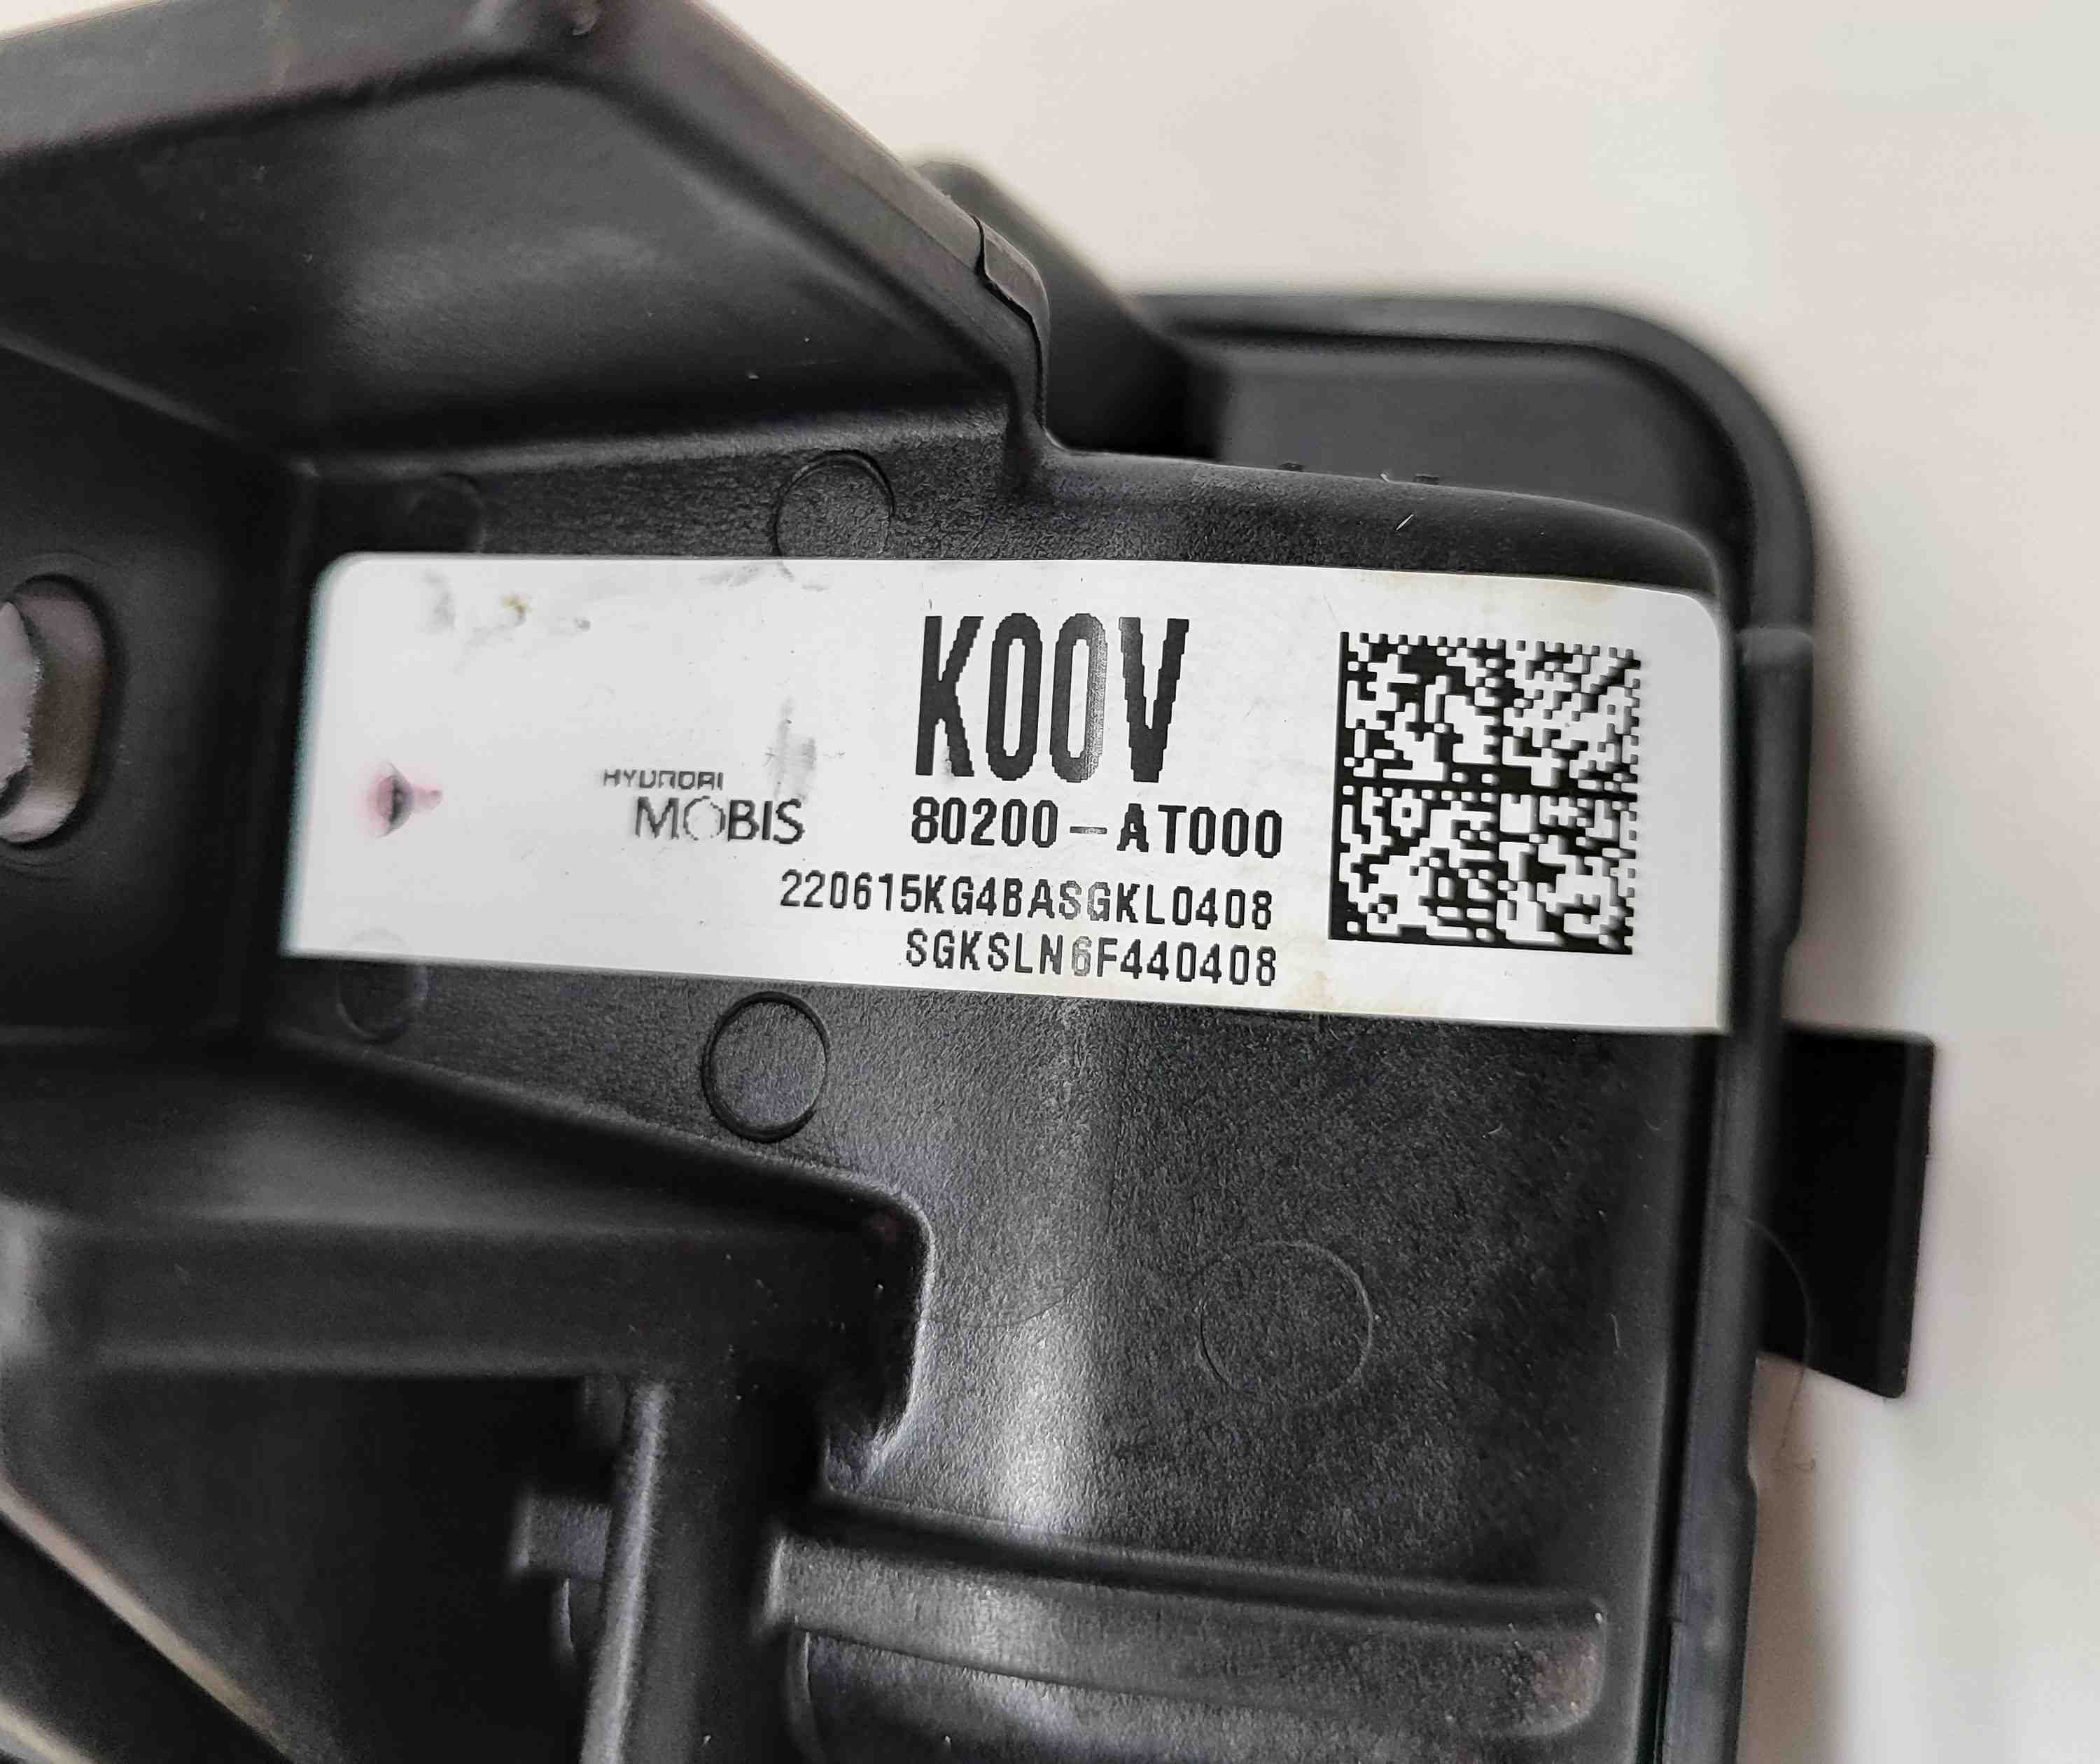 K00V
HYUNDAI
MOBIS
80200-AT000
220615KG4BASGKL0408
SGKSLN6F440408